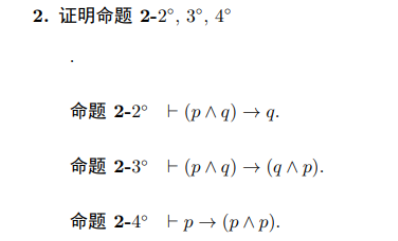 2. 证明命题 2-2°, 3°, 4°
.
命题 2-2° ⊢ (p ∧ q) → q.
命题 2-3° ⊢ (p ∧ q) → (q ∧ p).
命题 2-4° ⊢ p → (p ∧ p).